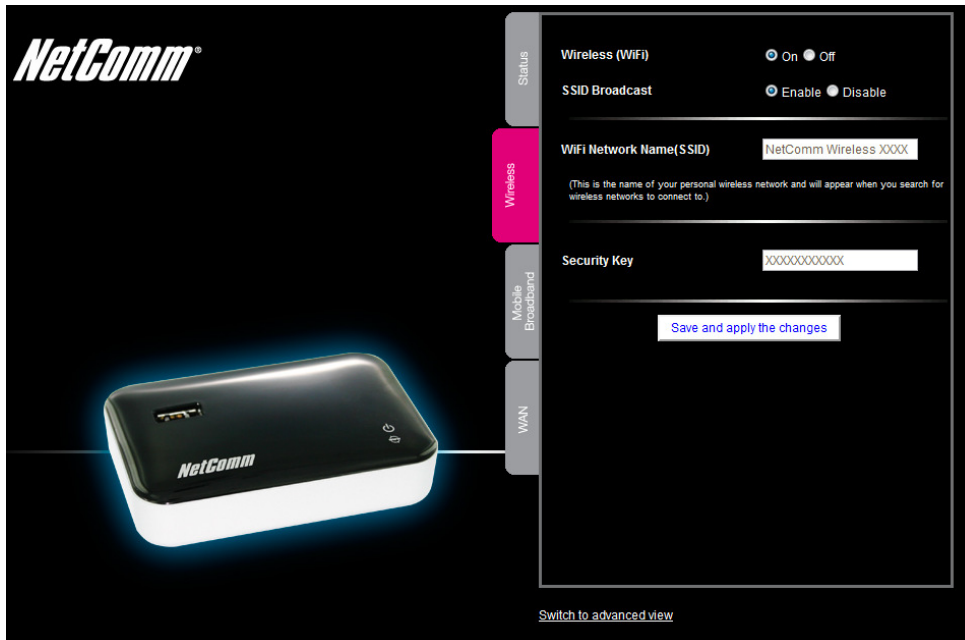 NetComm®
Status
Wireless
Mobile
Broadband
WAN
Wireless (WiFi)
On Off
SSID Broadcast
Enable Disable
WiFi Network Name(SSID)
NetComm Wireless XXXX
(This is the name of your personal wireless network and will appear when you search for
wireless networks to connect to.)
Security Key
XXXXXXXXXXX
Save and apply the changes
NetComm
Switch to advanced view